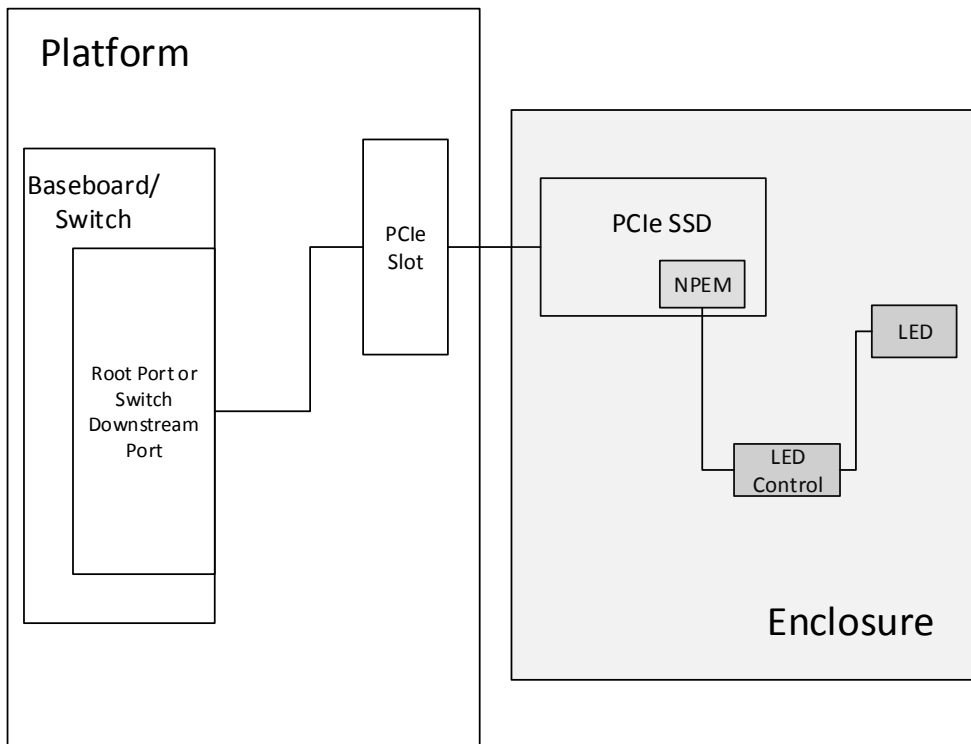 Platform
Baseboard/
Switch
Root Port or
Switch
Downstream
Port
PCIe
Slot
PCIe SSD
NPEM
LED
LED
Control
Enclosure